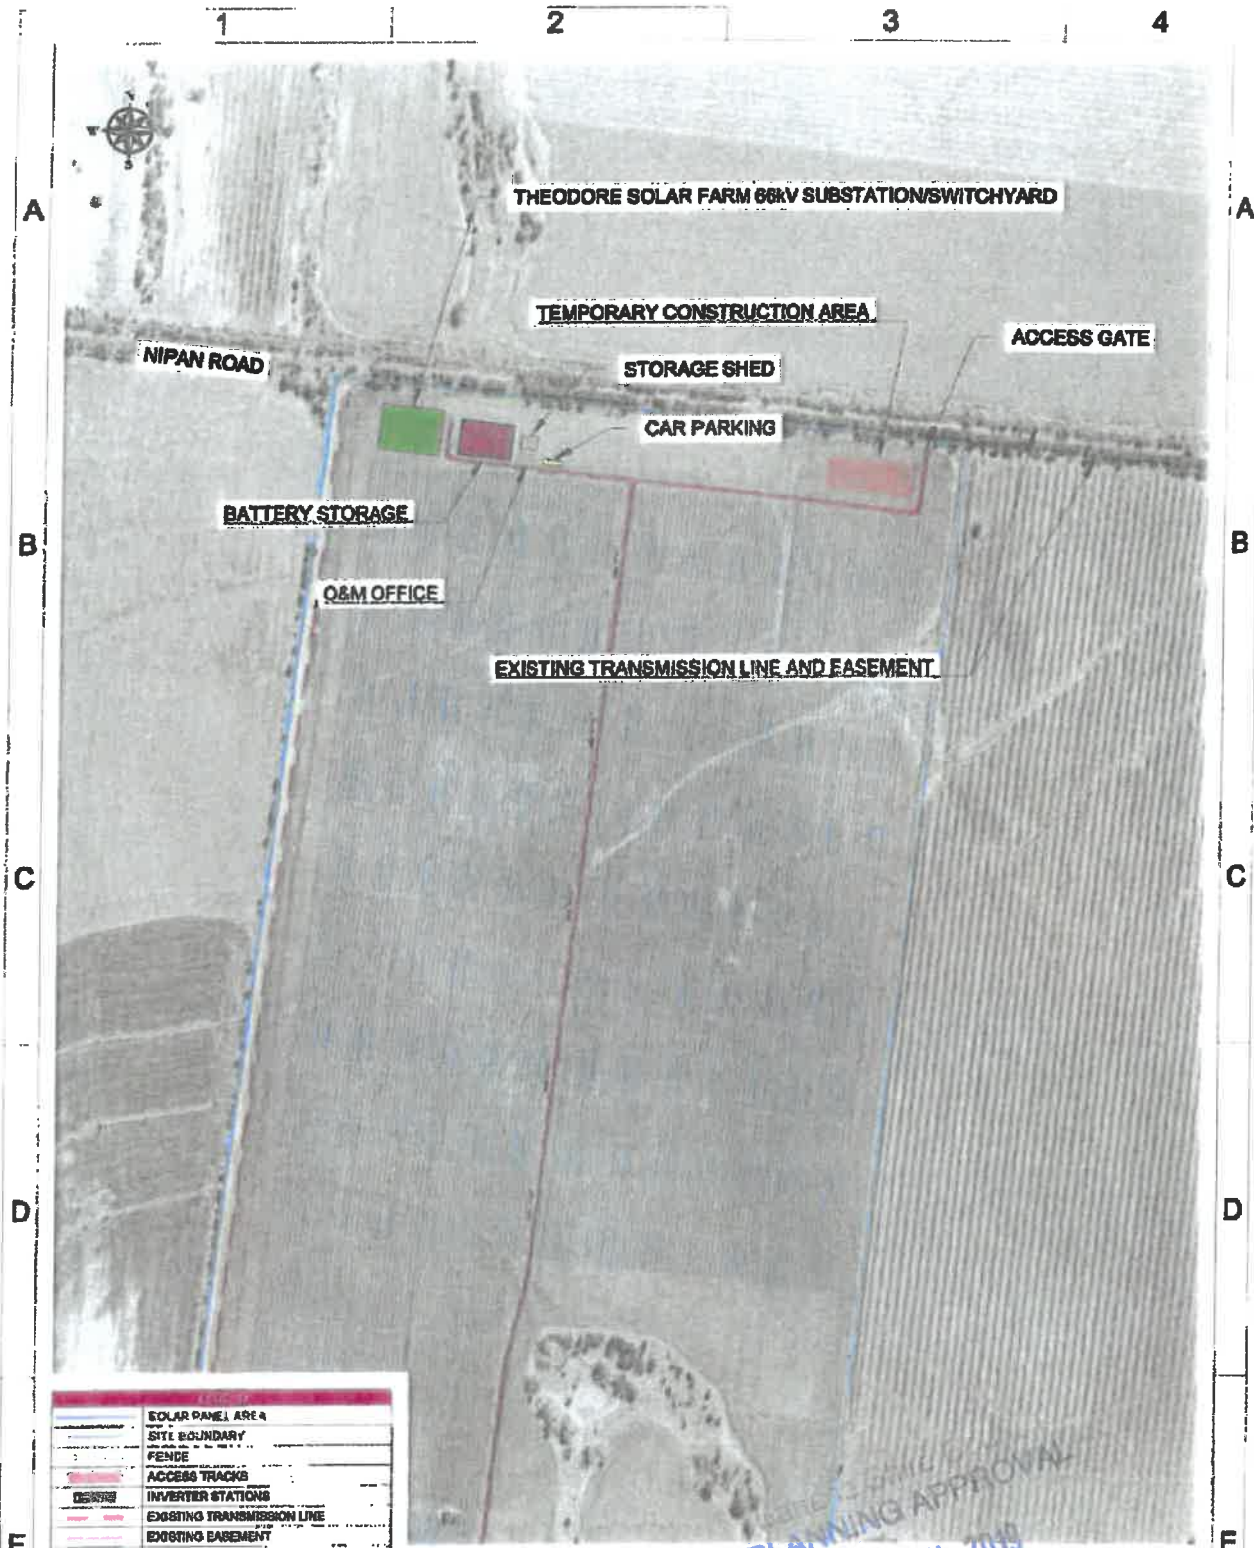 1 2 3 4
W
S
A A
THEODORE SOLAR FARM 66kV SUBSTATION/SWITCHYARD
TEMPORARY CONSTRUCTION AREA
ACCESS GATE
NIPAN ROAD
STORAGE SHED
CAR PARKING
BATTERY STORAGE
B B
O&M OFFICE
EXISTING TRANSMISSION LINE AND EASEMENT
C C
D D
SOLAR PANEL AREA
SITE BOUNDARY
FENCE
ACCESS TRACKS
INVERTER STATIONS
EXISTING TRANSMISSION LINE
EXISTING EASEMENT
PLANNING APPROVAL
E E